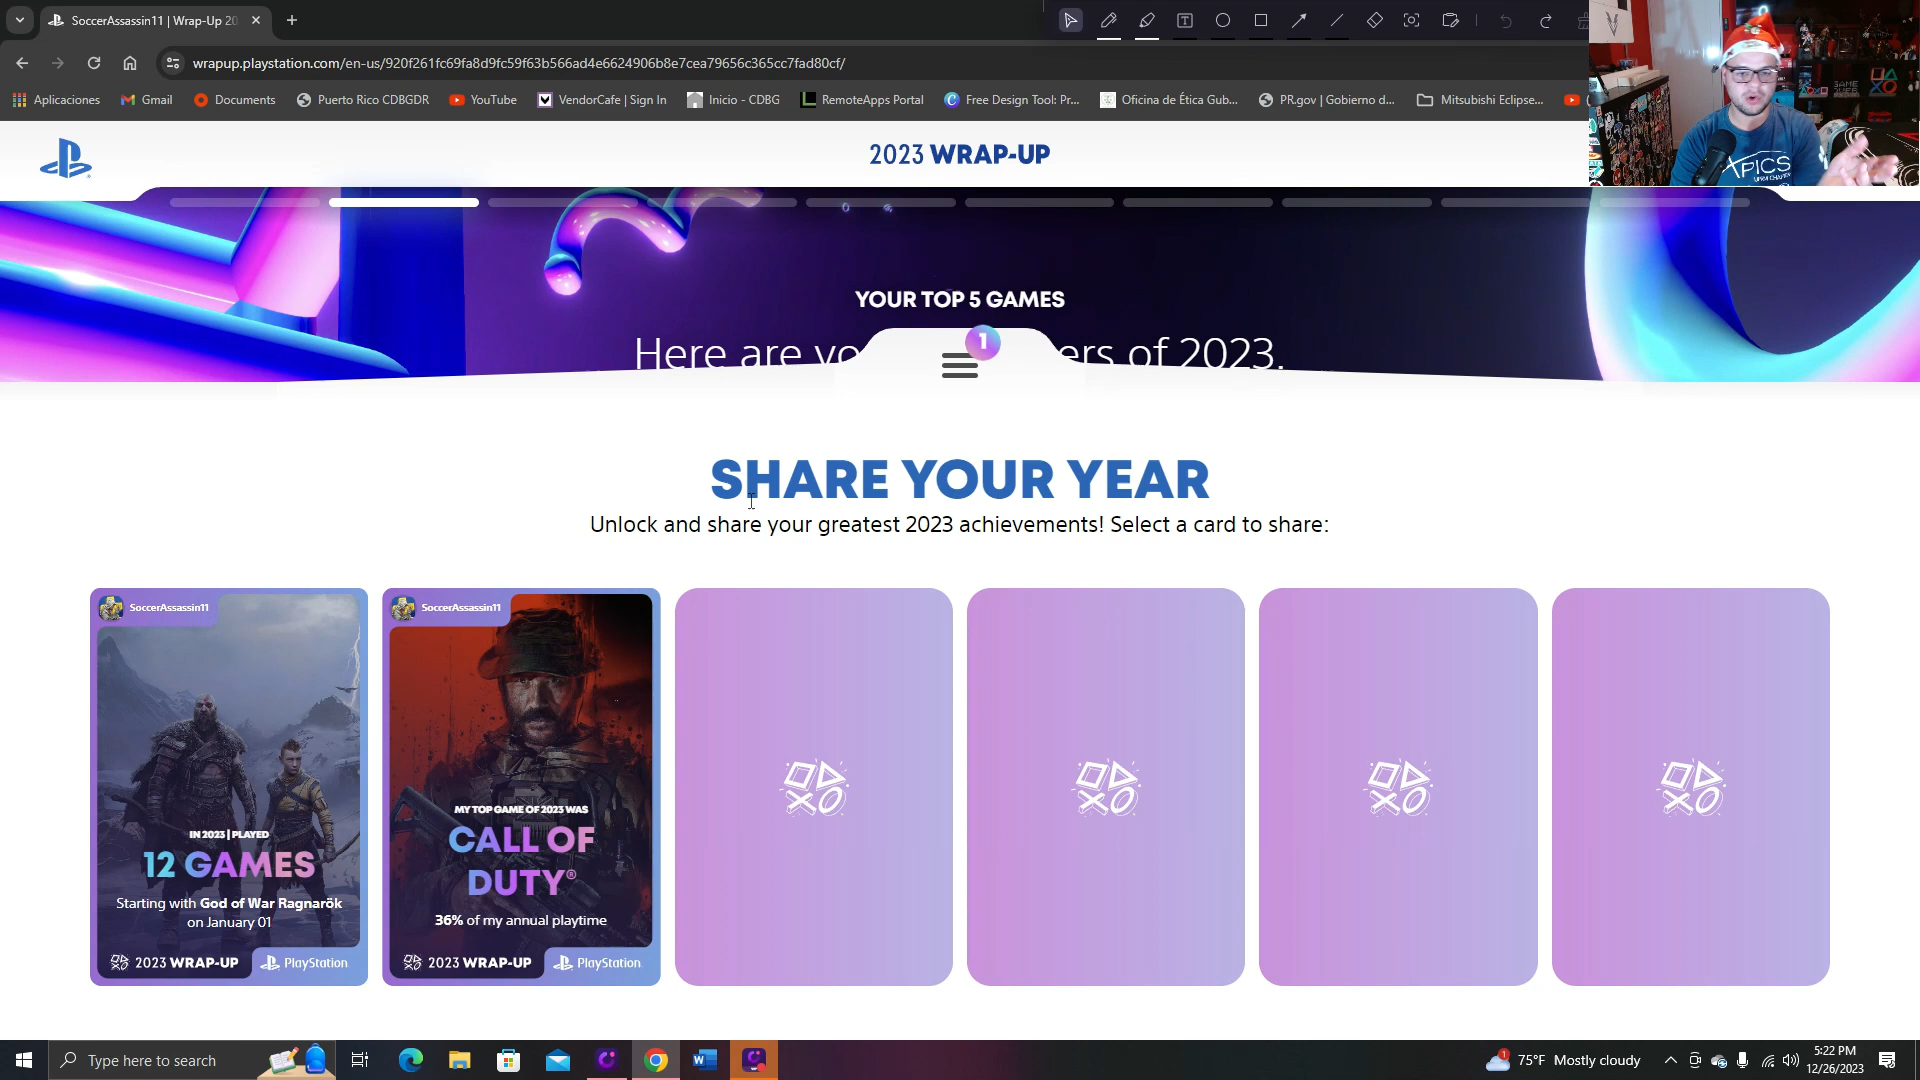 SoccerAssassin11 | Wrap-Up 20
wrapup.playstation.com/en-us/920f261fc69fa8d9fc59f63b566ad4e6624906b8e7cea79656c365cc7fad80cf/
Aplicaciones Gmail Documents Puerto Rico CDBGDR YouTube VendorCafe | Sign In Inicio - CDBG RemoteApps Portal Free Design Tool: Pr... Oficina de Ética Gub... PR.gov | Gobierno d... Mitsubishi Eclipse...
2023 WRAP-UP
APICS
YOUR TOP 5 GAMES
1
Here are yo ers of 2023.
SHARE YOUR YEAR
Unlock and share your greatest 2023 achievements! Select a card to share:
SoccerAssassin11
IN 2023 I PLAYED
12 GAMES
Starting with God of War Ragnarök
on January 01
2023 WRAP-UP PlayStation
SoccerAssassin11
MY TOP GAME OF 2023 WAS
CALL OF
DUTY®
36% of my annual playtime
2023 WRAP-UP PlayStation
Type here to search
1
75°F Mostly cloudy
5:22 PM
12/26/2023